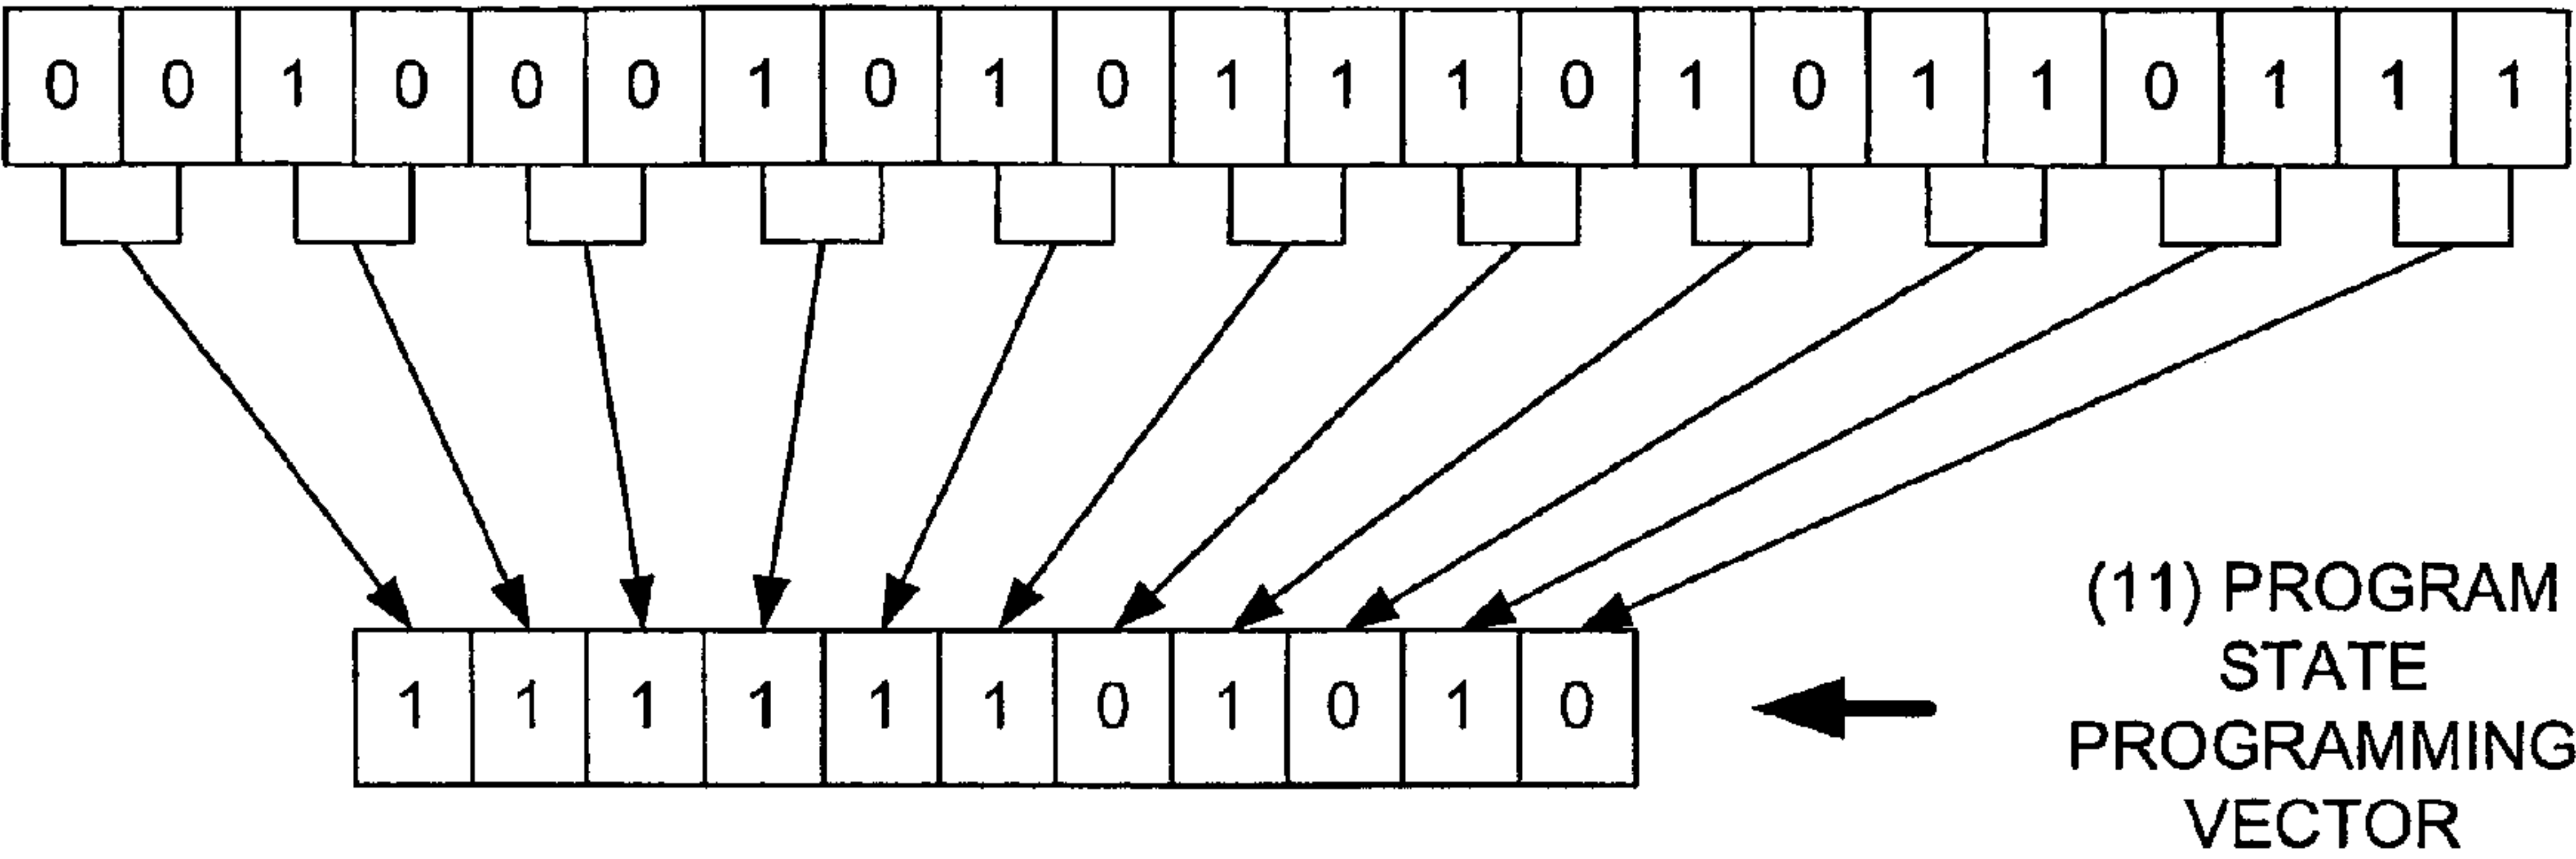 0 0 1 0 0 0 1 0 1 0 1 1 1 0 1 0 1 1 0 1 1 1
1 1 1 1 1 1 0 1 0 1 0
(11) PROGRAM
STATE
PROGRAMMING
VECTOR